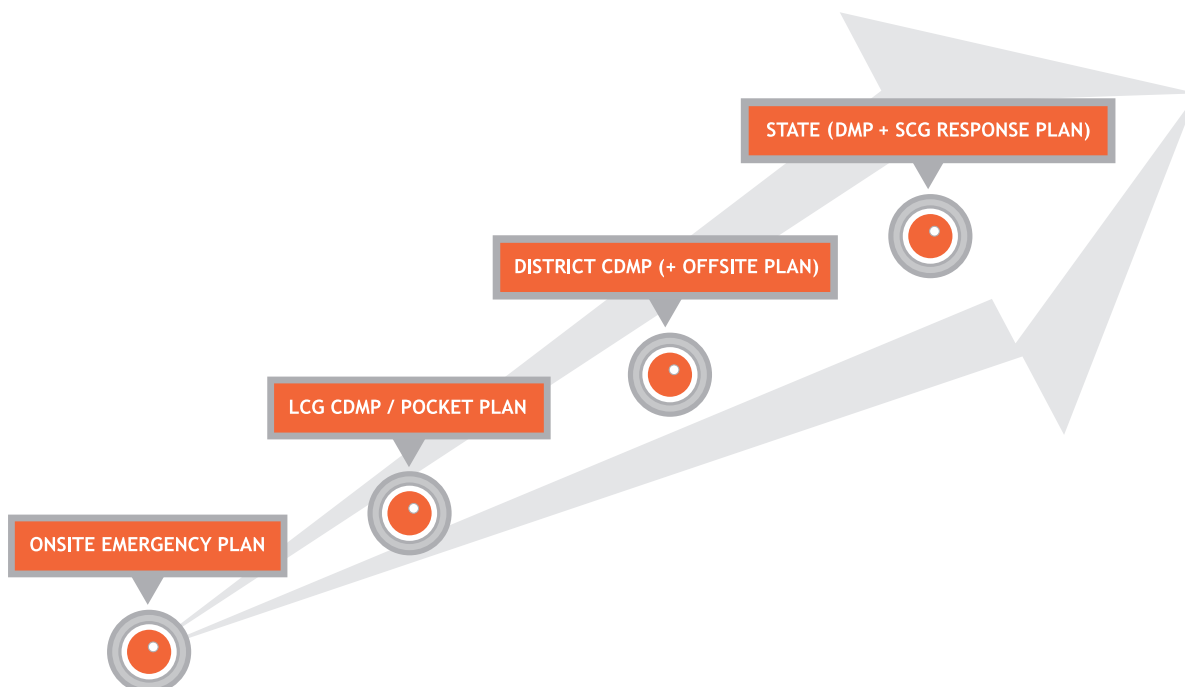 STATE (DMP + SCG RESPONSE PLAN)
DISTRICT CDMP (+ OFFSITE PLAN)
LCG CDMP / POCKET PLAN
ONSITE EMERGENCY PLAN